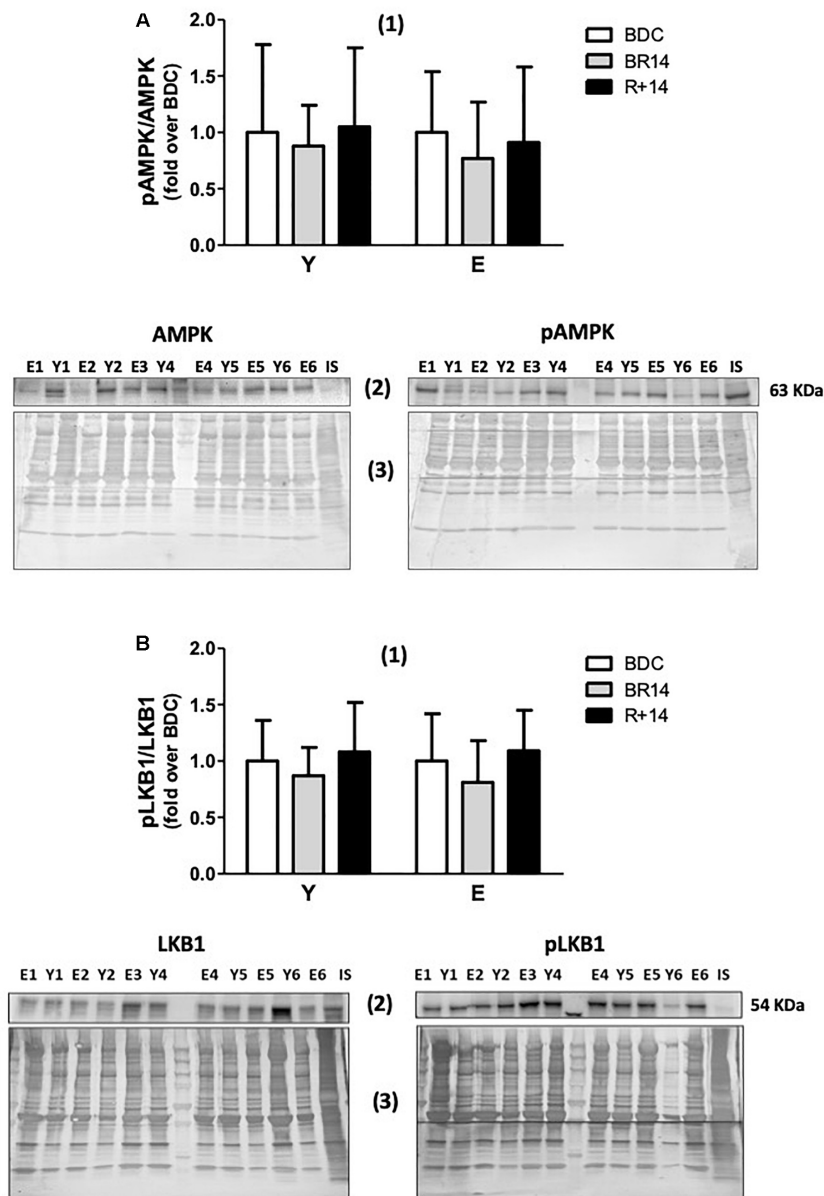 A
(1)
pAMPK/AMPK
(fold over BDC)
2.0
1.5
1.0
0.5
0.0
Y
E
BDC
BR14
R+14
AMPK
pAMPK
E1 Y1 E2 Y2 E3 Y4 E4 Y5 E5 Y6 E6 IS
E1 Y1 E2 Y2 E3 Y4 E4 Y5 E5 Y6 E6 IS
(2)
63 KDa
(3)
B
(1)
pLKB1/LKB1
(fold over BDC)
2.0
1.5
1.0
0.5
0.0
Y
E
BDC
BR14
R+14
LKB1
pLKB1
E1 Y1 E2 Y2 E3 Y4 E4 Y5 E5 Y6 E6 IS
E1 Y1 E2 Y2 E3 Y4 E4 Y5 E5 Y6 E6 IS
(2)
54 KDa
(3)